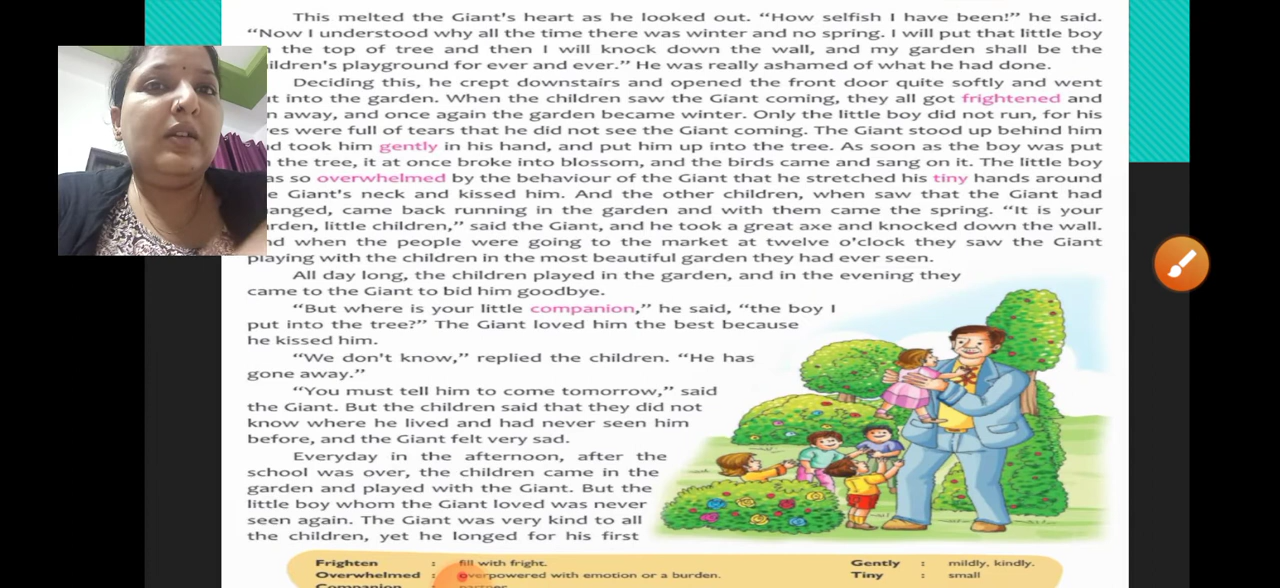 This melted the Giant's heart as he looked out. “How selfish I have been!” he said.
“Now I understood why all the time there was winter and no spring. I will put that little boy
the top of tree and then I will knock down the wall, and my garden shall be the
ildren's playground for ever and ever.” He was really ashamed of what he had done.
Deciding this, he crept downstairs and opened the front door quite softly and went
t into the garden. When the children saw the Giant coming, they all got frightened and
n away, and once again the garden became winter. Only the little boy did not run, for his
es were full of tears that he did not see the Giant coming. The Giant stood up behind him
d took him gently in his hand, and put him up into the tree. As soon as the boy was put
the tree, it at once broke into blossom, and the birds came and sang on it. The little boy
as so overwhelmed by the behaviour of the Giant that he stretched his tiny hands around
e Giant's neck and kissed him. And the other children, when saw that the Giant had
anged, came back running in the garden and with them came the spring. “It is your
rden, little children,” said the Giant, and he took a great axe and knocked down the wall.
nd when the people were going to the market at twelve o'clock they saw the Giant
playing with the children in the most beautiful garden they had ever seen.
All day long, the children played in the garden, and in the evening they
came to the Giant to bid him goodbye.
“But where is your little companion,” he said, “the boy I
put into the tree?” The Giant loved him the best because
he kissed him.
“We don't know,” replied the children. “He has
gone away.”
“You must tell him to come tomorrow,” said
the Giant. But the children said that they did not
know where he lived and had never seen him
before, and the Giant felt very sad.
Everyday in the afternoon, after the
school was over, the children came in the
garden and played with the Giant. But the
little boy whom the Giant loved was never
seen again. The Giant was very kind to all
the children, yet he longed for his first
Frighten : fill with fright. Gently : mildly, kindly.
Overwhelmed : overpowered with emotion or a burden. Tiny : small